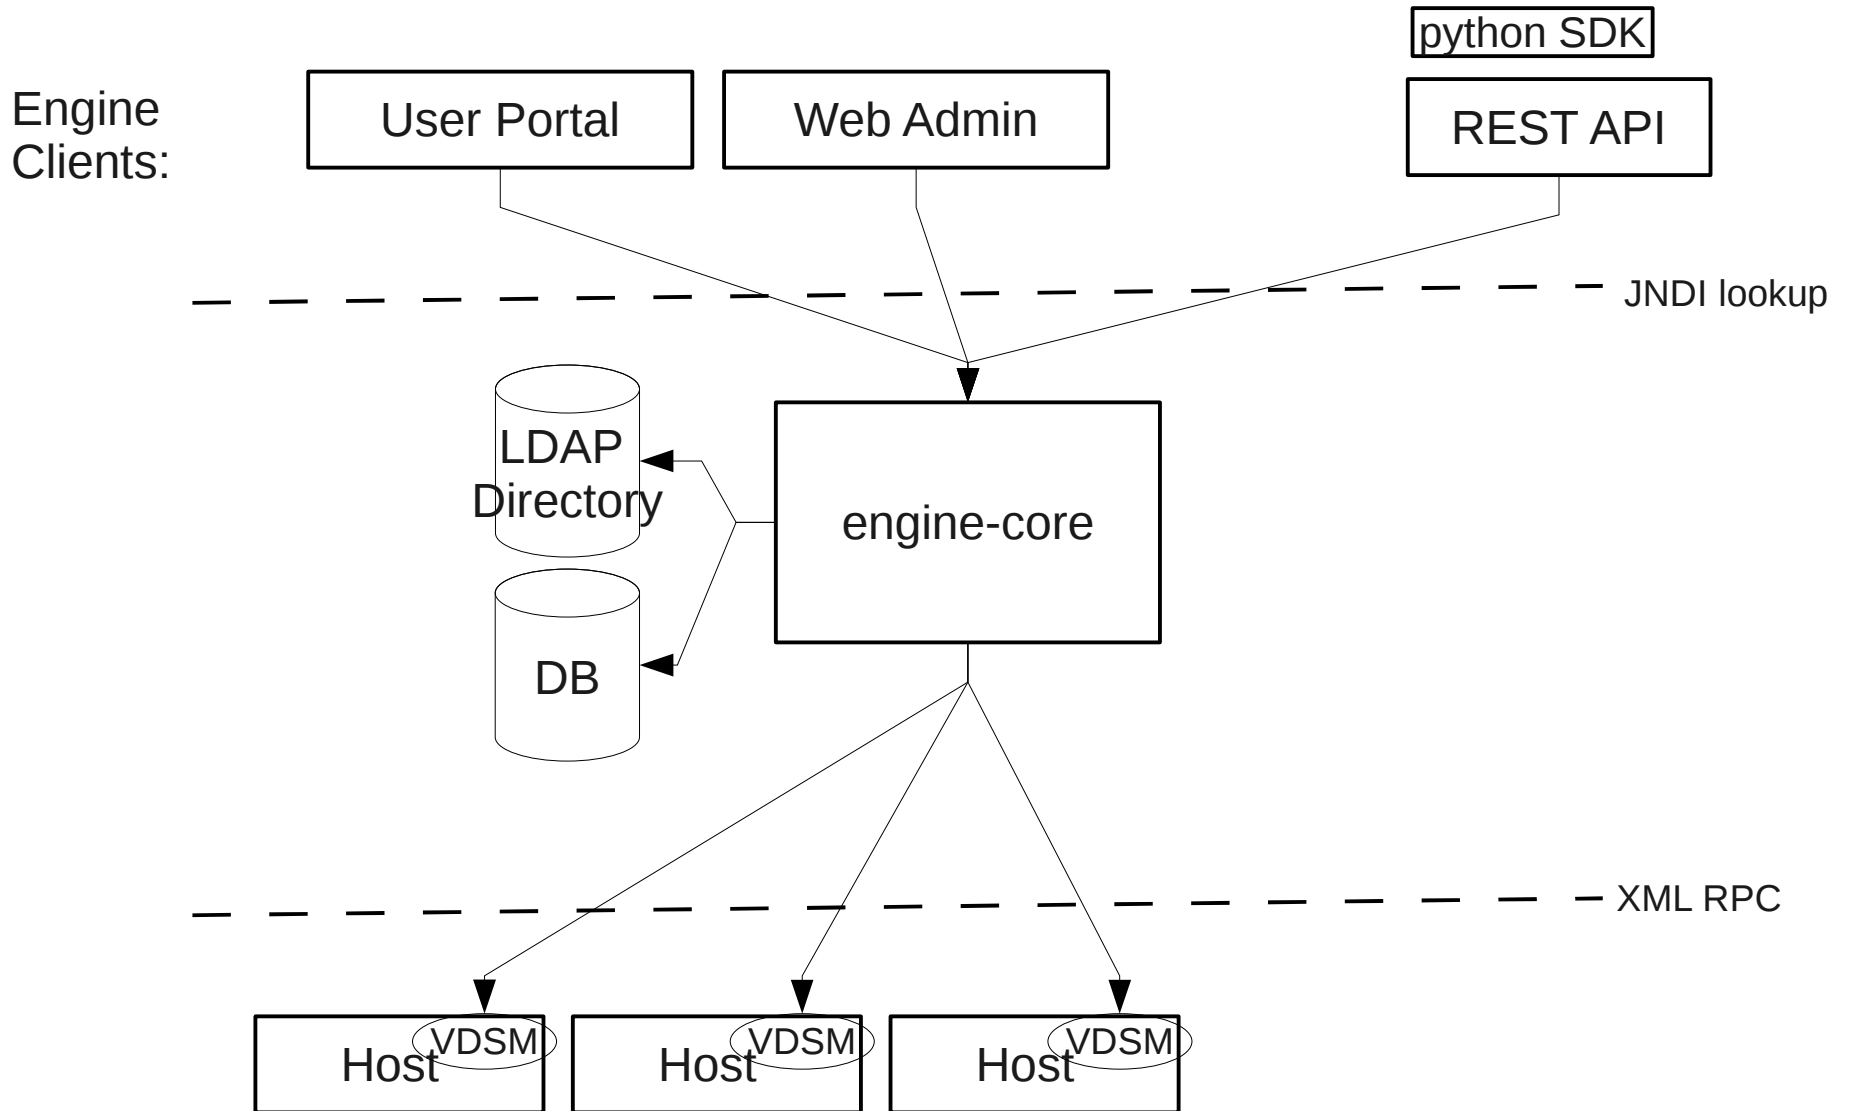 python SDK
Engine
Clients:
User Portal
Web Admin
REST API
JNDI lookup
LDAP
Directory
engine-core
DB
XML RPC
Host
VDSM
Host
VDSM
Host
VDSM